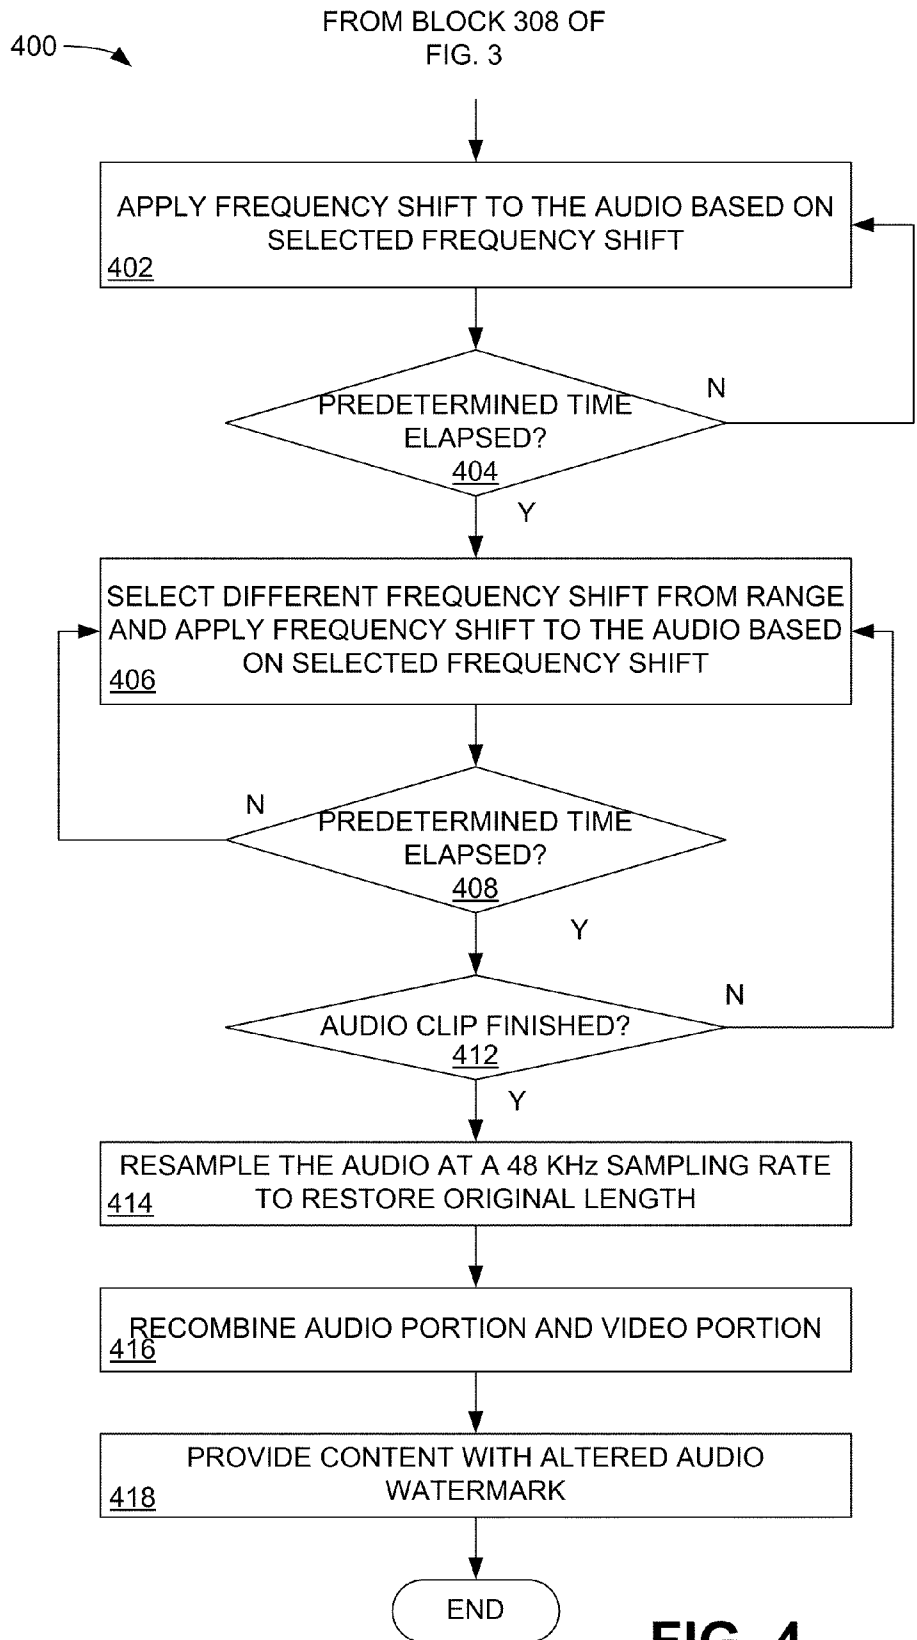 FROM BLOCK 308 OF
FIG. 3
400
APPLY FREQUENCY SHIFT TO THE AUDIO BASED ON
SELECTED FREQUENCY SHIFT
402
N
PREDETERMINED TIME
ELAPSED?
404
Y
SELECT DIFFERENT FREQUENCY SHIFT FROM RANGE
AND APPLY FREQUENCY SHIFT TO THE AUDIO BASED
ON SELECTED FREQUENCY SHIFT
406
N
PREDETERMINED TIME
ELAPSED?
408
Y
N
AUDIO CLIP FINISHED?
412
Y
RESAMPLE THE AUDIO AT A 48 KHz SAMPLING RATE
TO RESTORE ORIGINAL LENGTH
414
RECOMBINE AUDIO PORTION AND VIDEO PORTION
416
PROVIDE CONTENT WITH ALTERED AUDIO
WATERMARK
418
END
FIG. 4